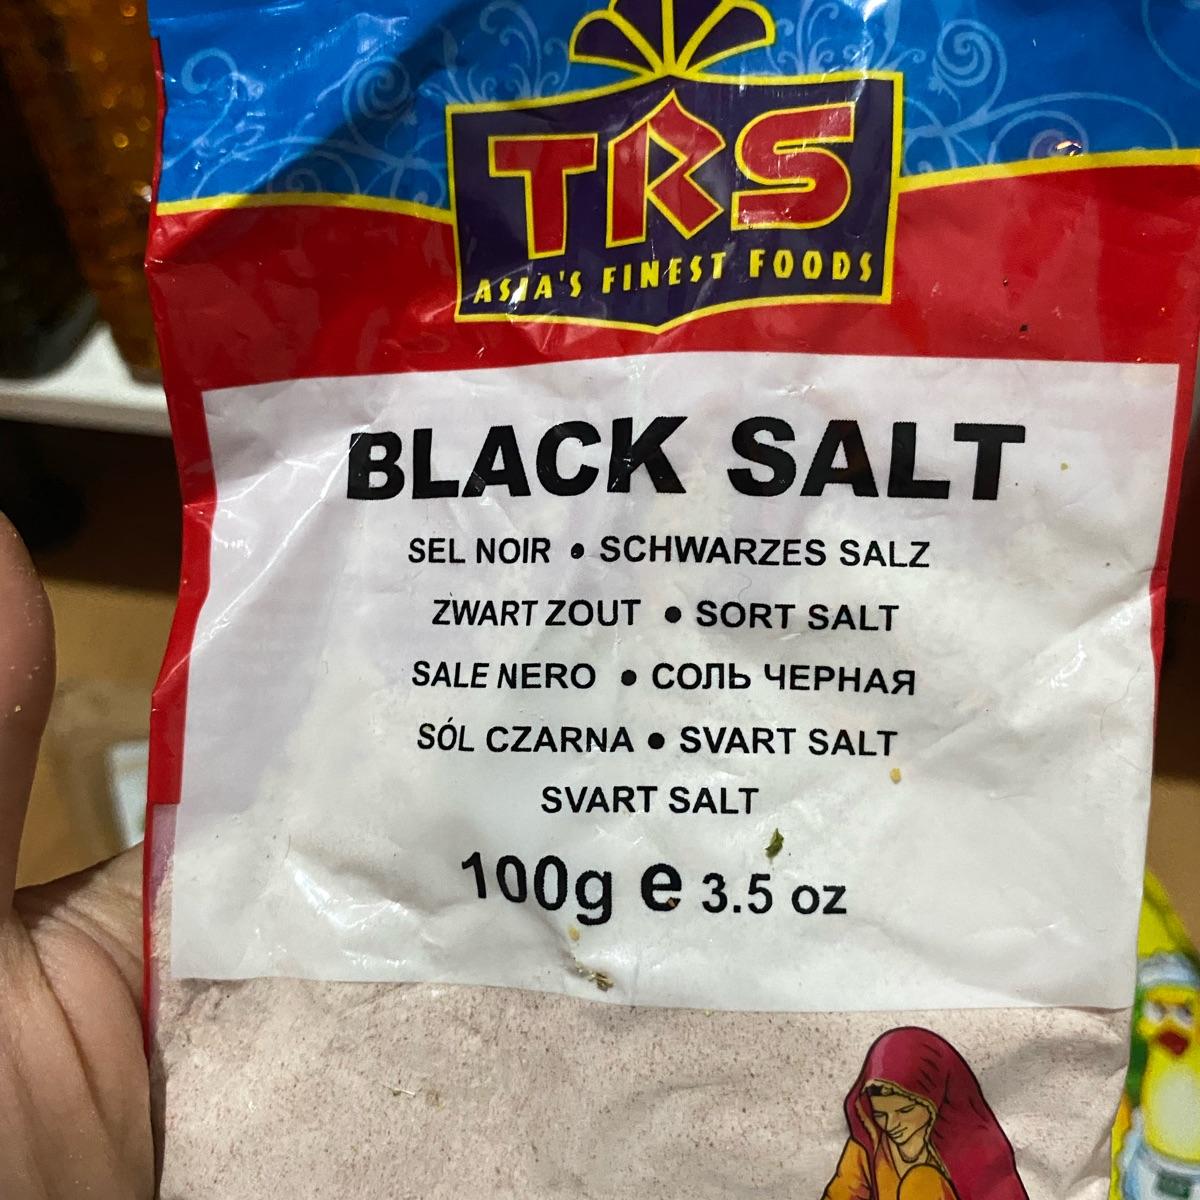 TRS
ASIA'S FINEST FOODS
BLACK SALT
SEL NOIR • SCHWARZES SALZ
ZWART ZOUT • SORT SALT
SALE NERO • СОЛЬ ЧЕРНАЯ
SÓL CZARNA • SVART SALT
SVART SALT
100g e 3.5 oz